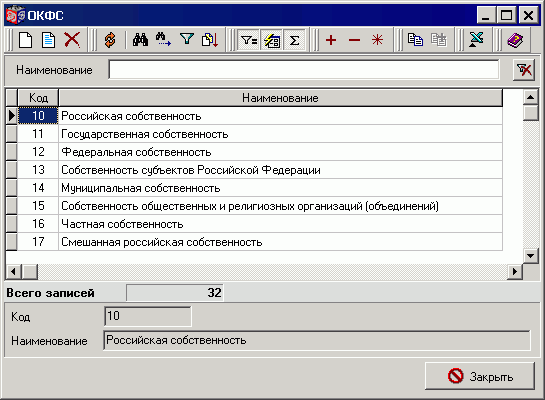 ОКФС
Наименование
Код Наименование
10 Российская собственность
11 Государственная собственность
12 Федеральная собственность
13 Собственность субъектов Российской Федерации
14 Муниципальная собственность
15 Собственность общественных и религиозных организаций (объединений)
16 Частная собственность
17 Смешанная российская собственность
Всего записей 32
Код 10
Наименование Российская собственность
Закрыть